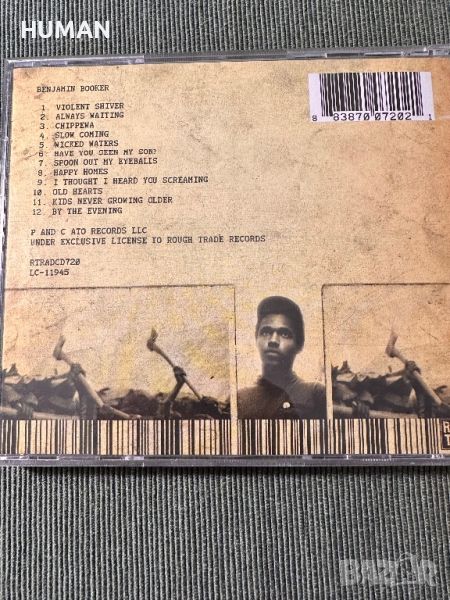 HUMAN
BENJAMIN BOOKER
1 VIOLENT SHIVER
2. ALWAYS WAITING
3. CHIPPEWA
4. SLOW COMING
5 WICKED WATERS
6 HAVE YOU SEEN MY SON?
7. SPOON OUT MY EYEBALLS
8 HAPPY HOMES
9. I THOUGHT I HEARD YOU SCREAMING
10 OLD HEARTS
11. KIDS NEVER GROWING OLDER
12. BY THE EVENING
P AND C ATO RECORDS LLC
UNDER EXCLUSIVE LICENSE TO ROUGH TRADE RECORDS
RTRADCD720
LC-11945
8 83870 07202 1
R
T
BAZAR